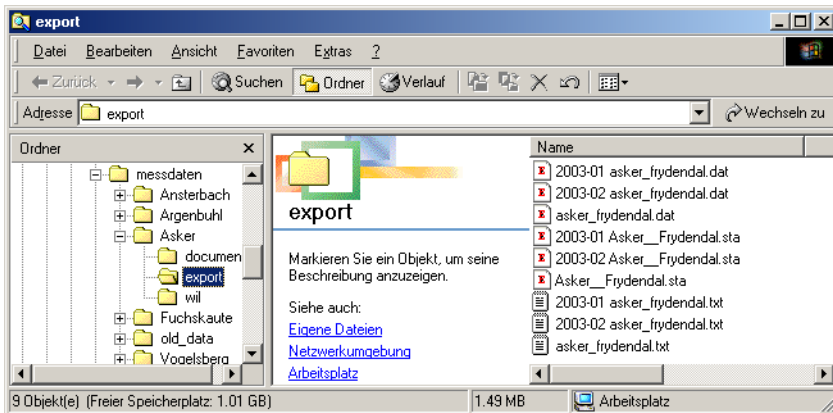 export
Datei Bearbeiten Ansicht Favoriten Extras ?
Zurück Suchen Ordner Verlauf
Adresse export Wechseln zu
Ordner
messdaten
Ansterbach
Argenbuhl
Asker
documen
export
wil
Fuchskaute
old_data
Vogelsberg
export
Markieren Sie ein Objekt, um seine
Beschreibung anzuzeigen.
Siehe auch:
Eigene Dateien
Netzwerkumgebung
Arbeitsplatz
Name
2003-01 asker_frydendal.dat
2003-02 asker_frydendal.dat
asker_frydendal.dat
2003-01 Asker__Frydendal.sta
2003-02 Asker__Frydendal.sta
Asker__Frydendal.sta
2003-01 asker_frydendal.txt
2003-02 asker_frydendal.txt
asker_frydendal.txt
9 Objekt(e) (Freier Speicherplatz: 1.01 GB) 1.49 MB Arbeitsplatz